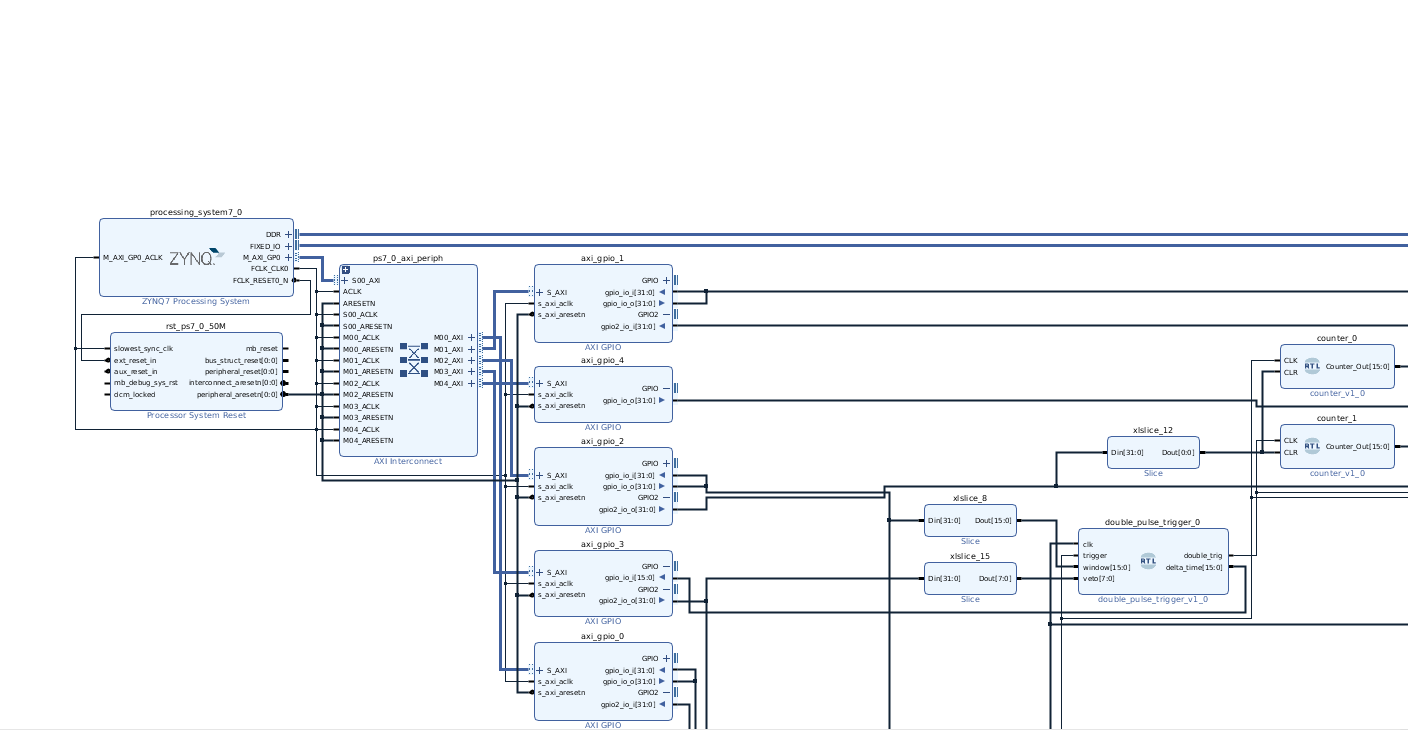 processing_system7_0
DDR
FIXED_IO
M_AXI_GP0_ACLK
ZYNQ
M_AXI_GP0
FCLK_CLK0
FCLK_RESET0_N
ZYNQ7 Processing System
rst_ps7_0_50M
slowest_sync_clk
mb_reset
ext_reset_in
bus_struct_reset[0:0]
aux_reset_in
peripheral_reset[0:0]
mb_debug_sys_rst
interconnect_aresetn[0:0]
dcm_locked
peripheral_aresetn[0:0]
Processor System Reset
ps7_0_axi_periph
S00_AXI
ACLK
ARESETN
S00_ACLK
S00_ARESETN
M00_ACLK
M00_ARESETN
M01_ACLK
M01_ARESETN
M02_ACLK
M02_ARESETN
M03_ACLK
M03_ARESETN
M04_ACLK
M04_ARESETN
M00_AXI
M01_AXI
M02_AXI
M03_AXI
M04_AXI
AXI Interconnect
axi_gpio_1
GPIO
S_AXI
gpio_io_i[31:0]
s_axi_aclk
gpio_io_o[31:0]
s_axi_aresetn
GPIO2
gpio2_io_i[31:0]
AXI GPIO
axi_gpio_4
S_AXI
GPIO
s_axi_aclk
gpio_io_o[31:0]
s_axi_aresetn
AXI GPIO
axi_gpio_2
GPIO
S_AXI
gpio_io_i[31:0]
s_axi_aclk
gpio_io_o[31:0]
s_axi_aresetn
GPIO2
gpio2_io_o[31:0]
AXI GPIO
axi_gpio_3
GPIO
S_AXI
gpio_io_i[15:0]
s_axi_aclk
GPIO2
s_axi_aresetn
gpio2_io_o[31:0]
AXI GPIO
axi_gpio_0
GPIO
S_AXI
gpio_io_i[31:0]
s_axi_aclk
gpio_io_o[31:0]
s_axi_aresetn
GPIO2
gpio2_io_i[31:0]
AXI GPIO
xlslice_8
Din[31:0]
Dout[15:0]
Slice
xlslice_15
Din[31:0]
Dout[7:0]
Slice
xlslice_12
Din[31:0]
Dout[0:0]
Slice
double_pulse_trigger_0
clk
trigger
window[15:0]
veto[7:0]
RTL
double_trig
delta_time[15:0]
double_pulse_trigger_v1_0
counter_0
CLK
CLR
RTL
Counter_Out[15:0]
counter_v1_0
counter_1
CLK
CLR
RTL
Counter_Out[15:0]
counter_v1_0